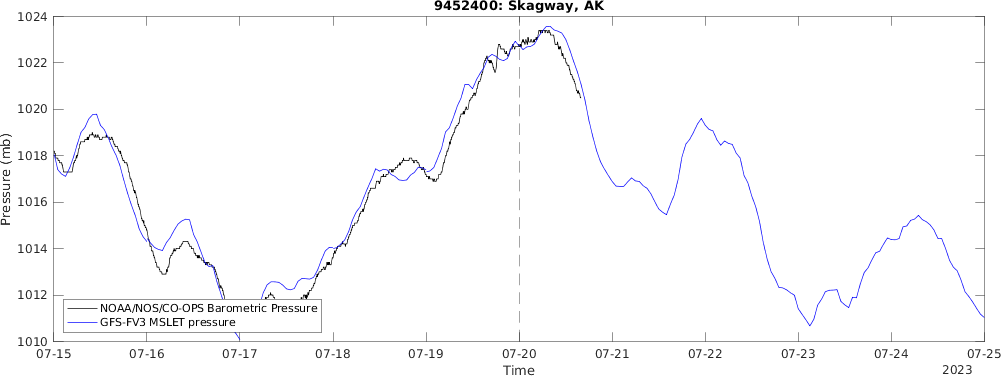 9452400: Skagway, AK
1024
1022
1020
1018
1016
1014
1012
1010
Pressure (mb)
NOAA/NOS/CO-OPS Barometric Pressure
GFS-FV3 MSLET pressure
07-15 07-16 07-17 07-18 07-19 07-20 07-21 07-22 07-23 07-24 07-25
Time
2023